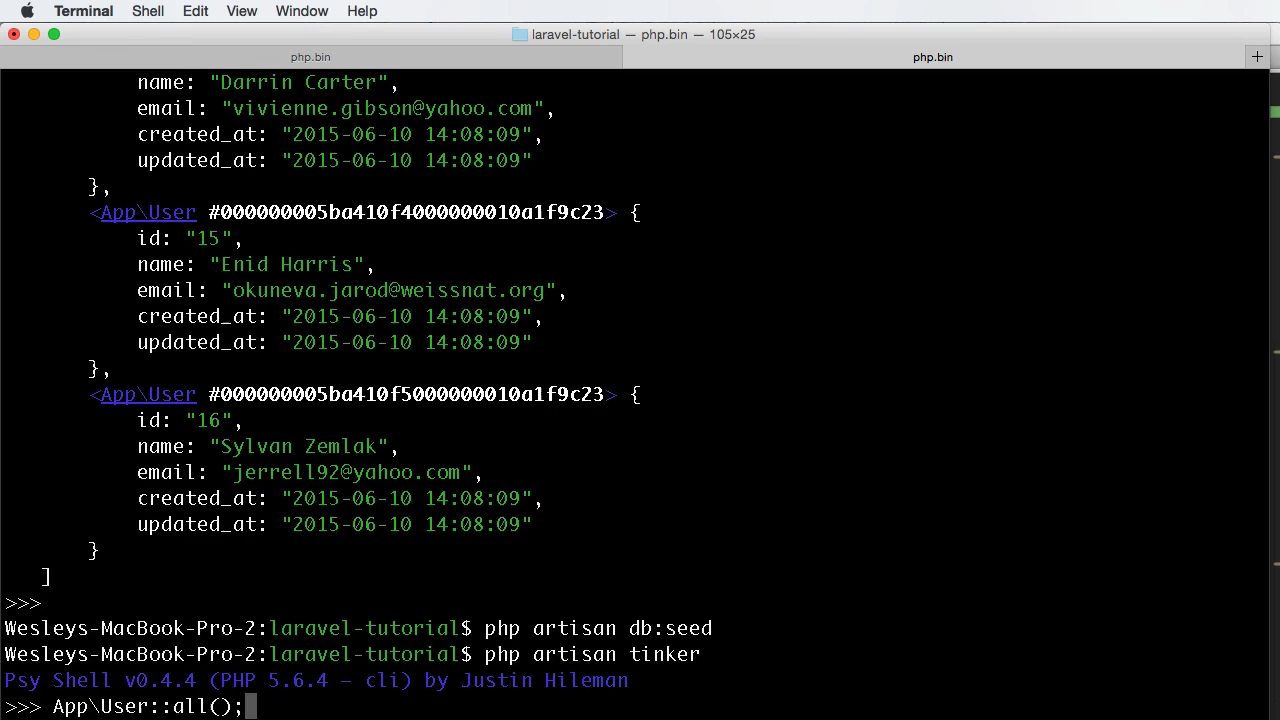 Terminal Shell Edit View Window Help
laravel-tutorial — php.bin — 105×25
php.bin php.bin +
name: "Darrin Carter",
email: "vivienne.gibson@yahoo.com",
created_at: "2015-06-10 14:08:09",
updated_at: "2015-06-10 14:08:09"
},
<App\User #000000005ba410f4000000010a1f9c23> {
id: "15",
name: "Enid Harris",
email: "okuneva.jarod@weissnat.org",
created_at: "2015-06-10 14:08:09",
updated_at: "2015-06-10 14:08:09"
},
<App\User #000000005ba410f5000000010a1f9c23> {
id: "16",
name: "Sylvan Zemlak",
email: "jerrell92@yahoo.com",
created_at: "2015-06-10 14:08:09",
updated_at: "2015-06-10 14:08:09"
}
]
>>>
Wesleys-MacBook-Pro-2:laravel-tutorial$ php artisan db:seed
Wesleys-MacBook-Pro-2:laravel-tutorial$ php artisan tinker
Psy Shell v0.4.4 (PHP 5.6.4 — cli) by Justin Hileman
>>> App\User::all();